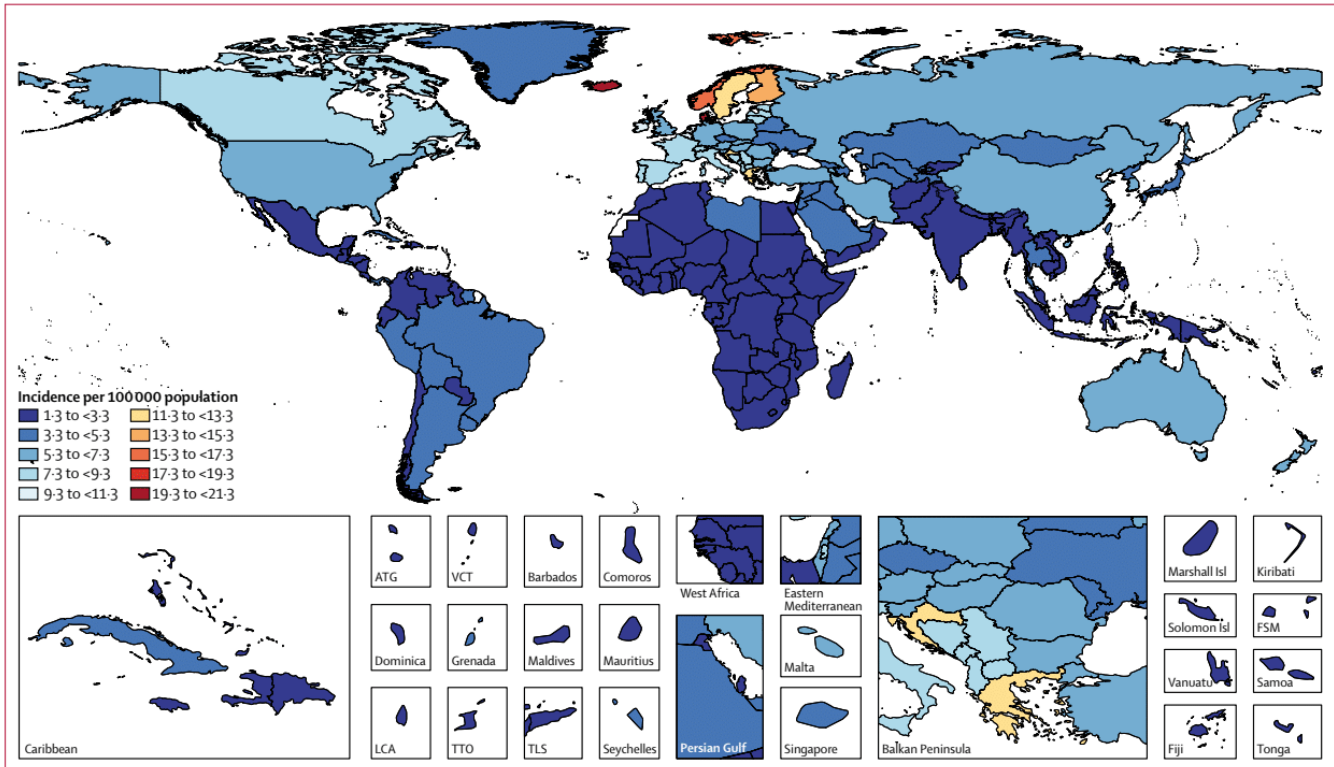 Incidence per 100 000 population
1·3 to <3·3
3·3 to <5·3
5·3 to <7·3
7·3 to <9·3
9·3 to <11·3
11·3 to <13·3
13·3 to <15·3
15·3 to <17·3
17·3 to <19·3
19·3 to <21·3
Caribbean
ATG
VCT
Barbados
Comoros
West Africa
Eastern
Mediterranean
Dominica
Grenada
Maldives
Mauritius
Malta
LCA
TTO
TLS
Seychelles
Persian Gulf
Singapore
Balkan Peninsula
Marshall Isl
Kiribati
Solomon Isl
FSM
Vanuatu
Samoa
Fiji
Tonga